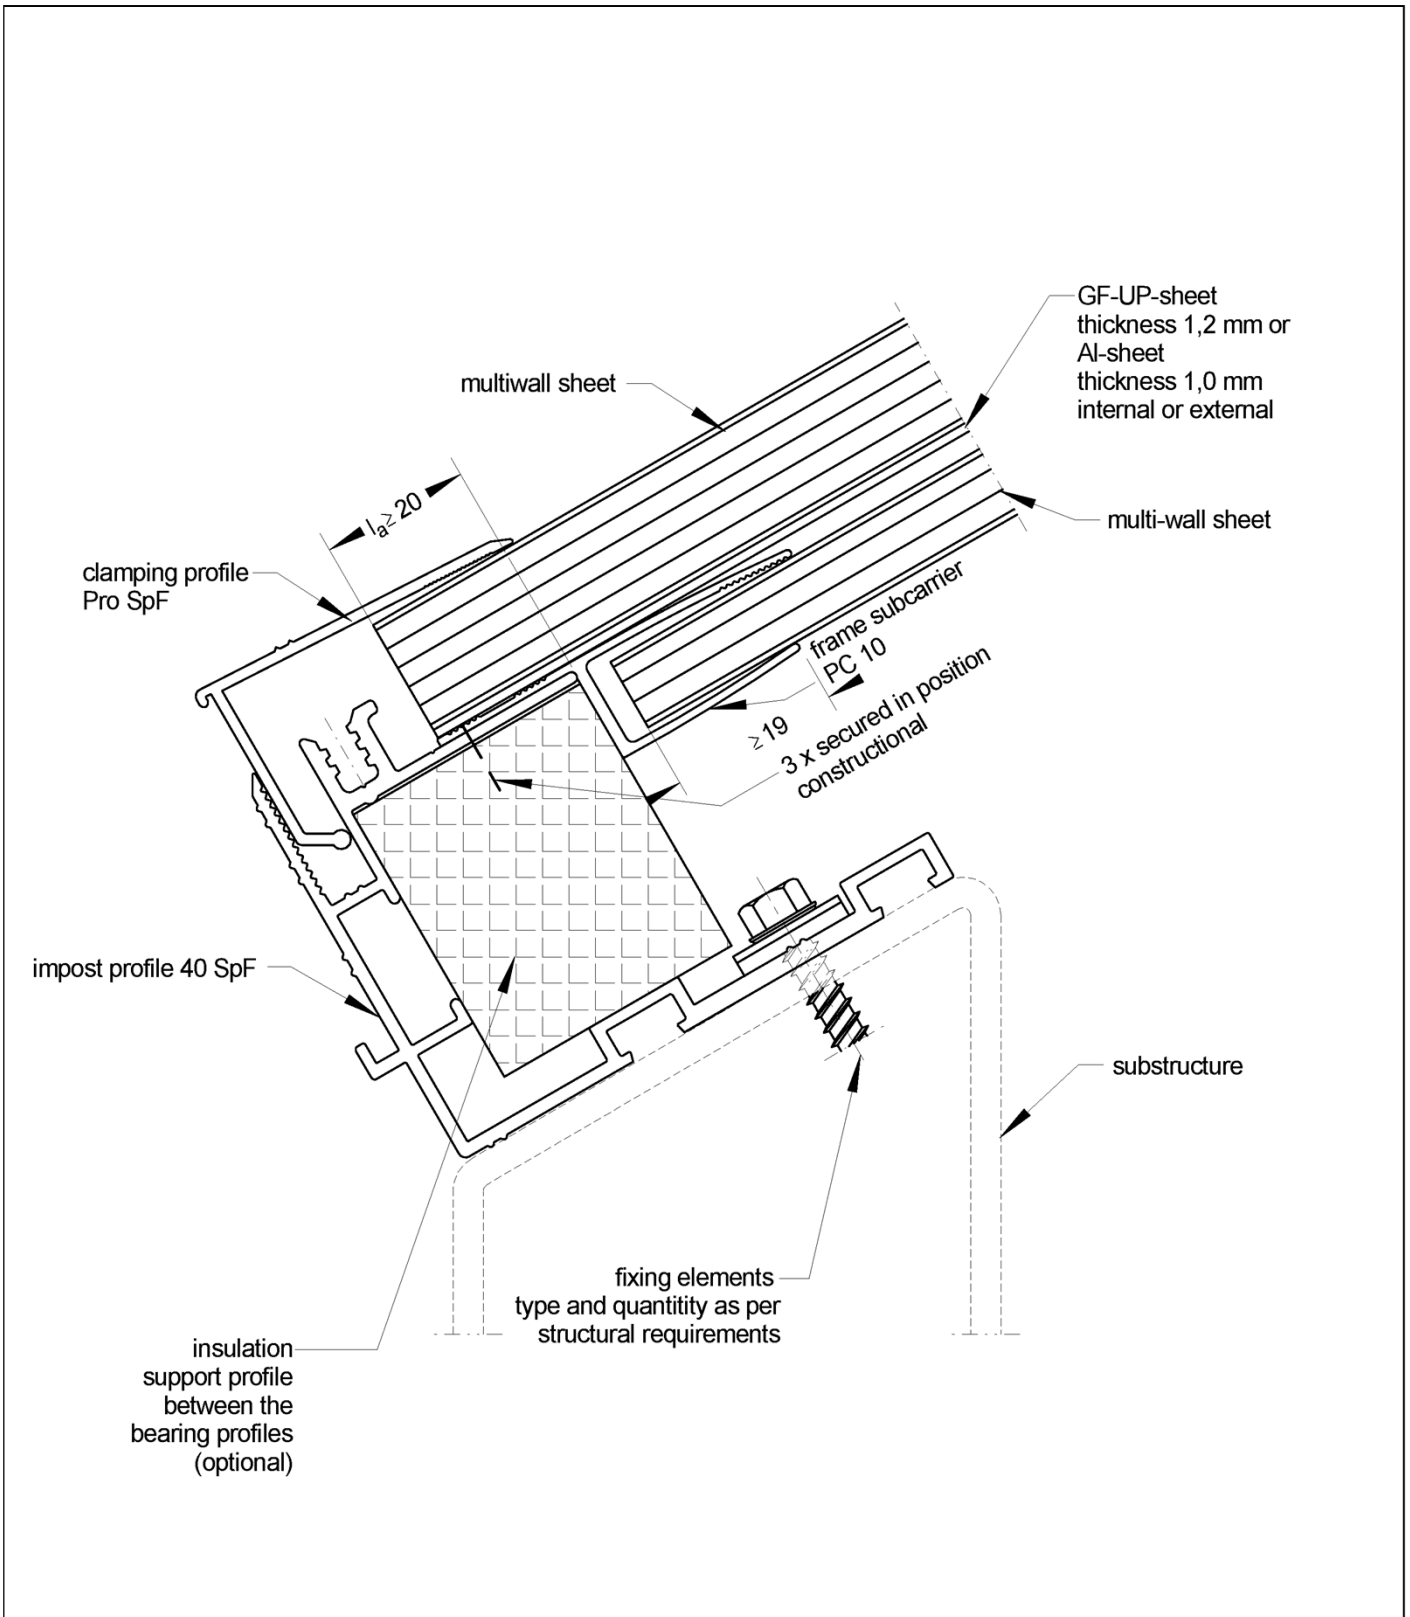 GF-UP-sheet
thickness 1,2 mm or
Al-sheet
thickness 1,0 mm
internal or external
multiwall sheet
la≥ 20
multi-wall sheet
clamping profile
Pro SpF
frame subcarrier
PC 10
≥ 19
3 x secured in position
constructional
impost profile 40 SpF
substructure
fixing elements
type and quantitity as per
structural requirements
insulation
support profile
between the
bearing profiles
(optional)